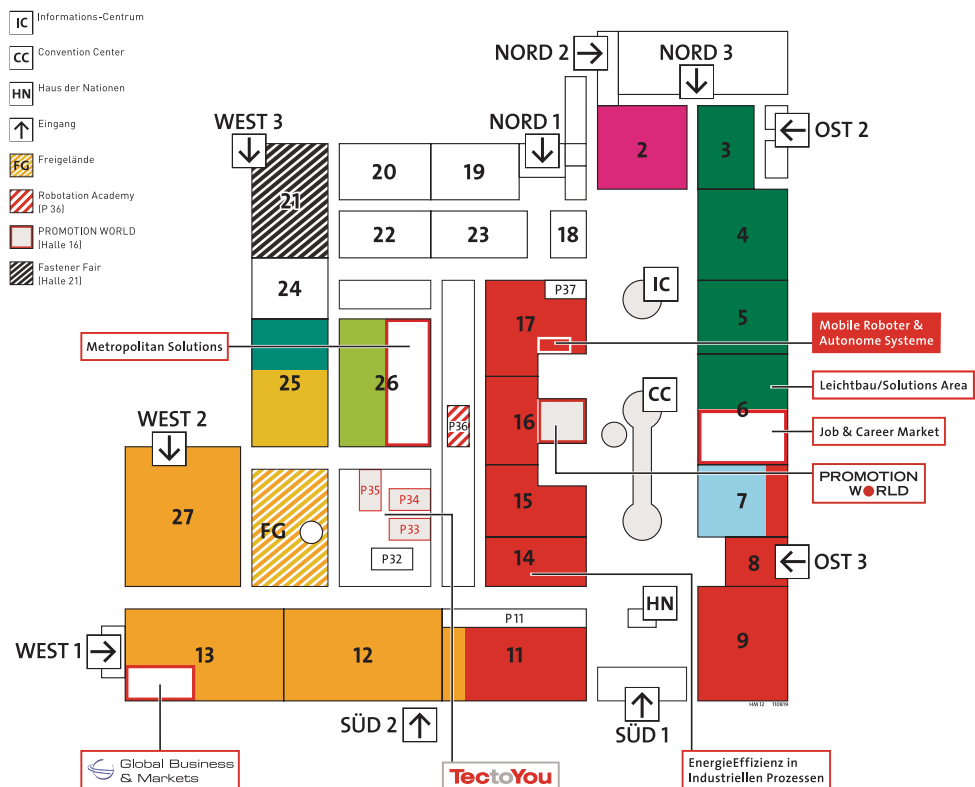 IC Informations-Centrum
CC Convention Center
HN Haus der Nationen
Eingang
FG Freigelände
Robotation Academy
(P 36)
PROMOTION WORLD
(Halle 16)
Fastener Fair
(Halle 21)
NORD 2
NORD 3
WEST 3
NORD 1
OST 2
2
3
20
19
21
22
23
18
4
24
IC
P37
17
5
Mobile Roboter &
Autonome Systeme
Metropolitan Solutions
25
26
6
Leichtbau/Solutions Area
CC
WEST 2
P36
16
Job & Career Market
PROMOTION
WORLD
27
FG
P35
P34
P33
P32
15
7
14
8
OST 3
HN
P11
WEST 1
13
12
11
9
HM 12 110819
SÜD 2
SÜD 1
Global Business
& Markets
TectoYou
EnergieEffizienz in
Industriellen Prozessen